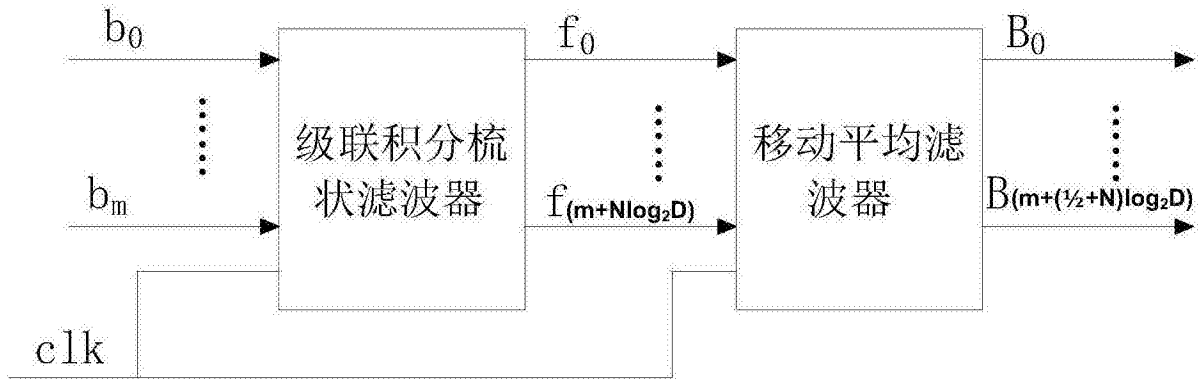 b0
f0
B0
级联积分梳
状滤波器
移动平均滤
波器
bm
f(m+Nlog₂D)
B(m+(½+N)log₂D)
clk